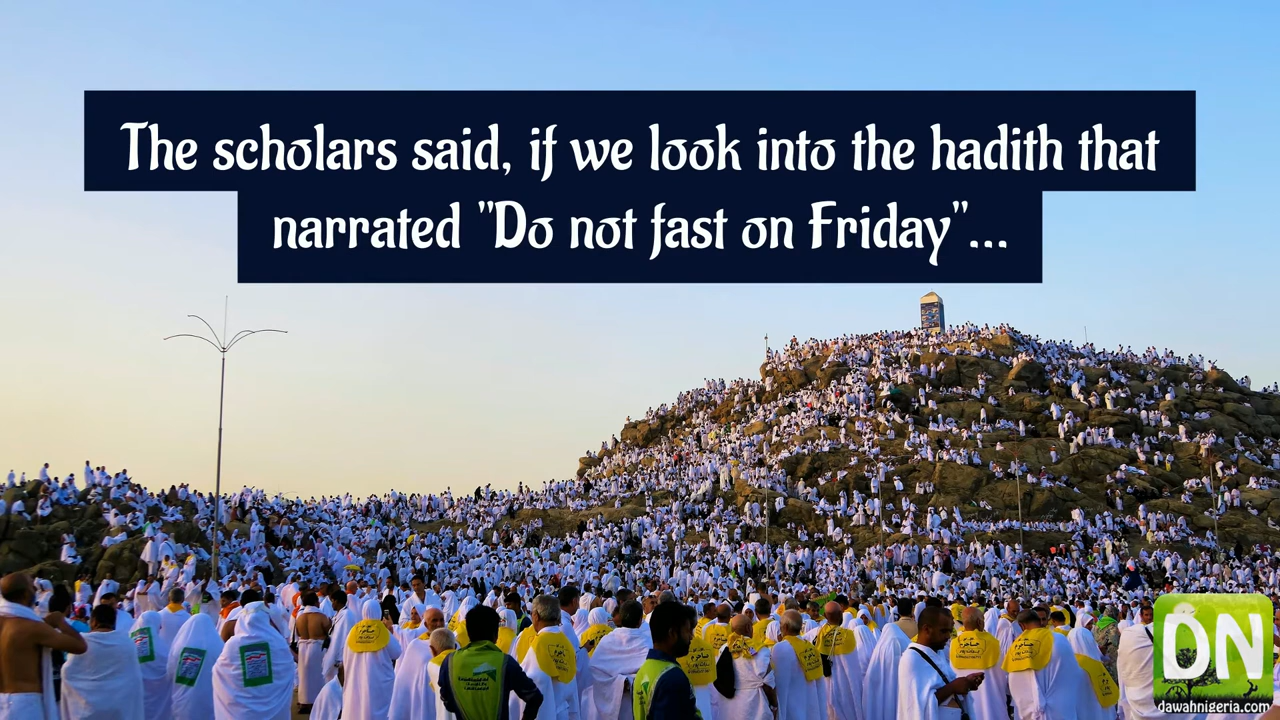 The scholars said, if we look into the hadith that
narrated "Do not fast on Friday"...
DN
dawahnigeria.com